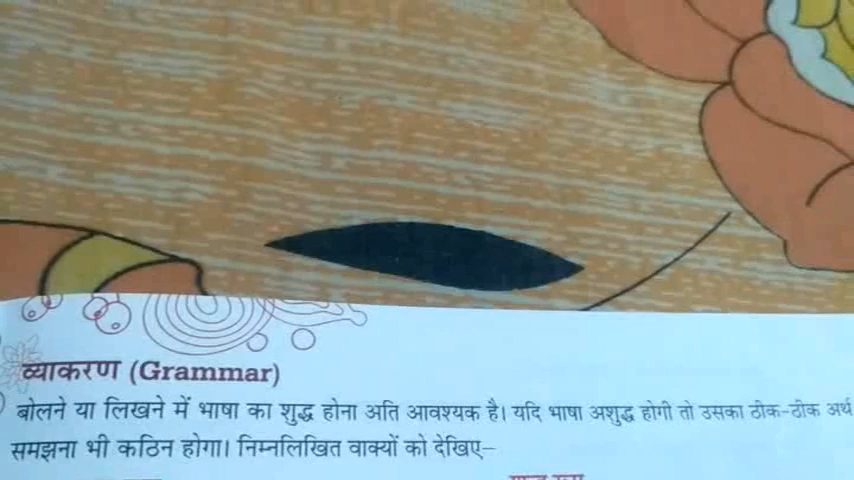 व्याकरण (Grammar)
बोलने या लिखने में भाषा का शुद्ध होना अति आवश्यक है। यदि भाषा अशुद्ध होगी तो उसका ठीक-ठीक अर्थ
समझना भी कठिन होगा। निम्नलिखित वाक्यों को देखिए–